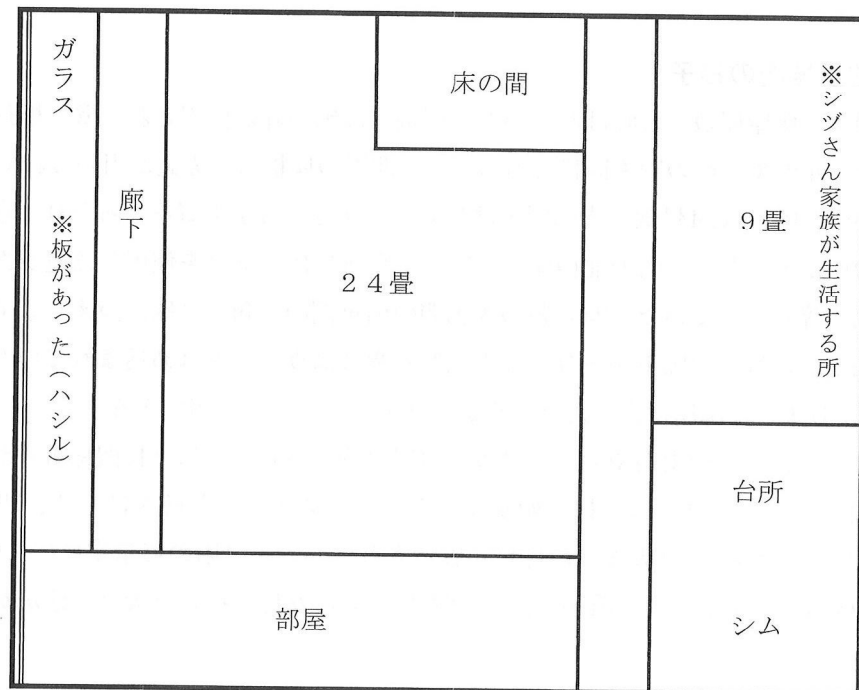 ガラス
※板があった（ハシル）
廊下
床の間
２４畳
９畳
※シヅさん家族が生活する所
台所
シム
部屋